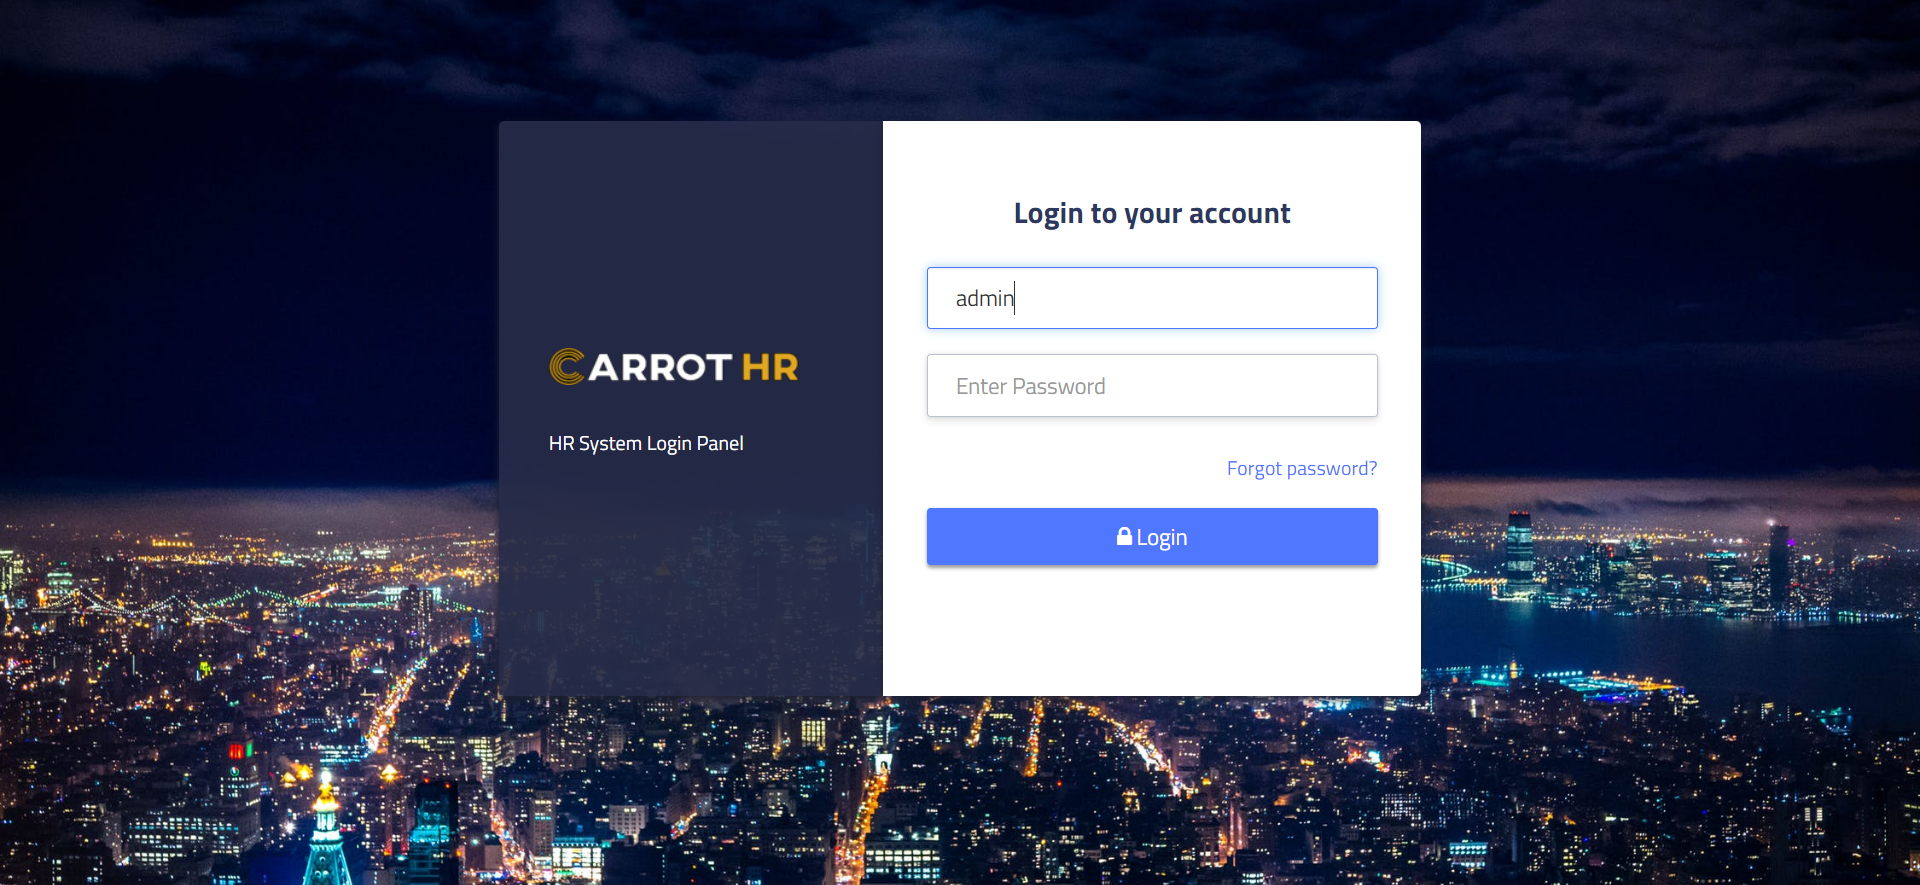 CARROT HR
HR System Login Panel
Login to your account
admin
Enter Password
Forgot password?
Login